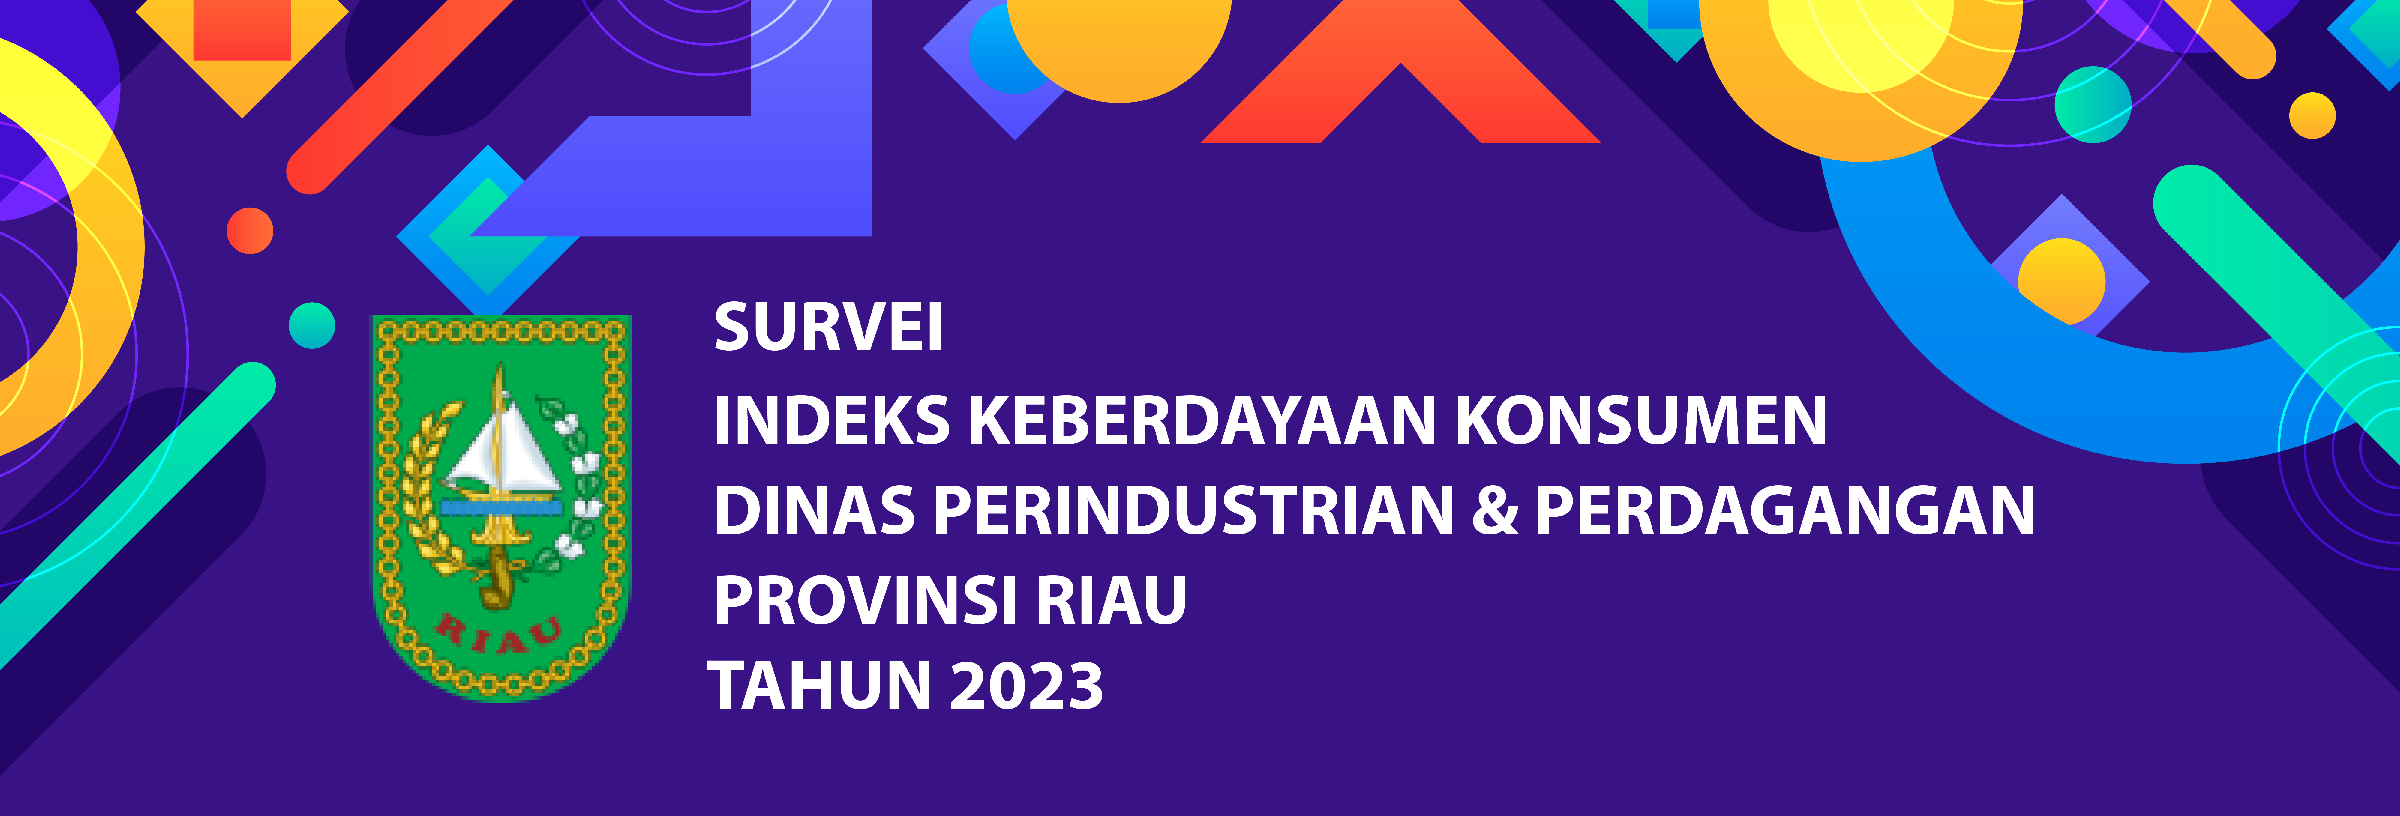 SURVEI
INDEKS KEBERDAYAAN KONSUMEN
DINAS PERINDUSTRIAN & PERDAGANGAN
PROVINSI RIAU
TAHUN 2023
RIAU